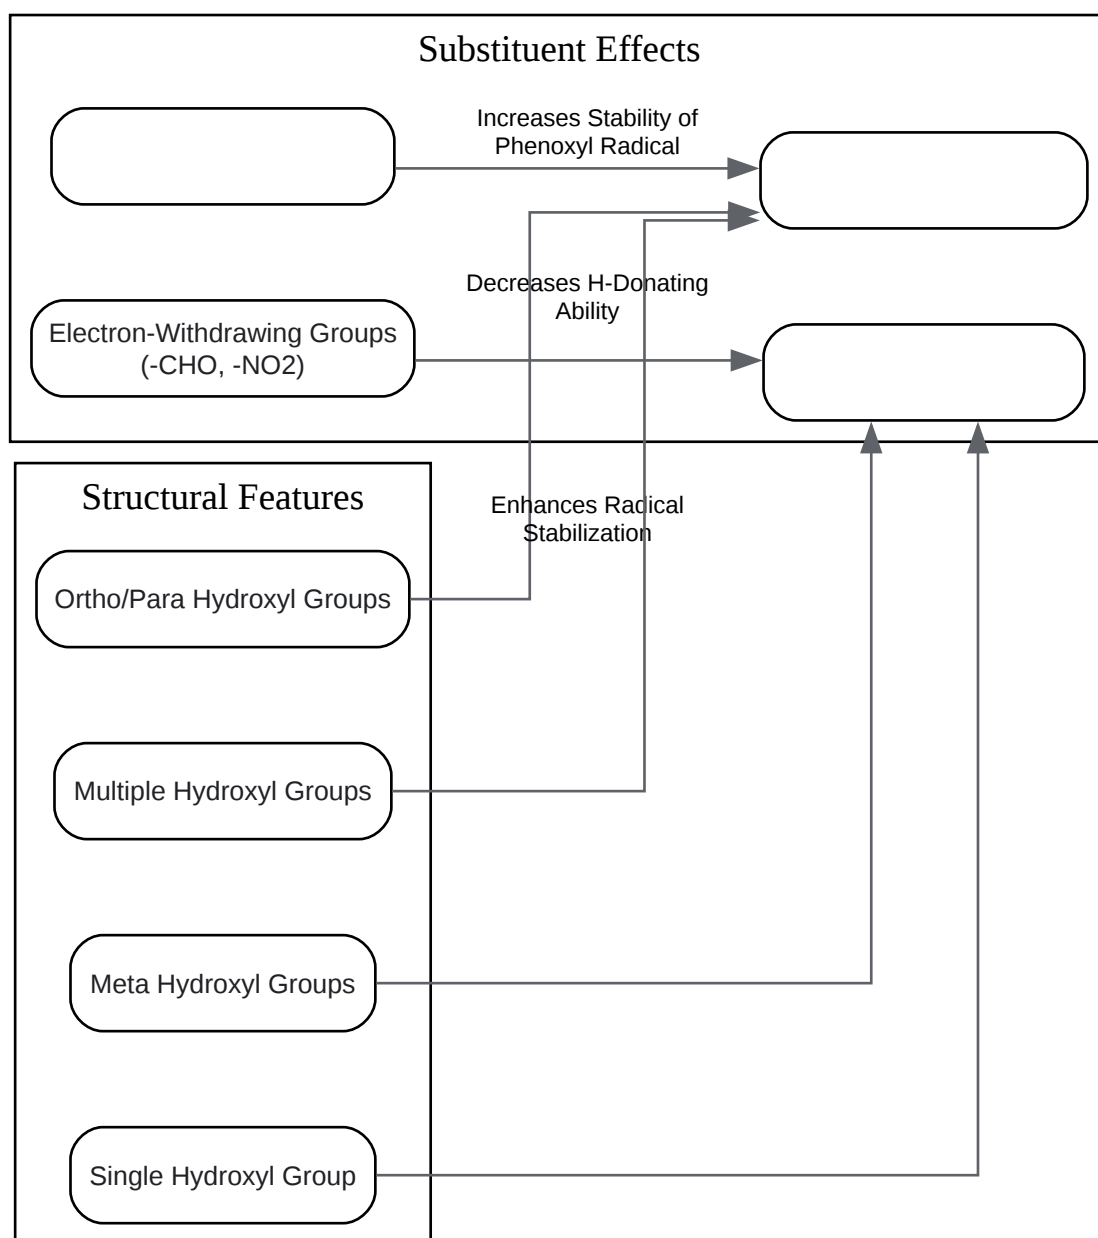 Substituent Effects
Increases Stability of
Phenoxyl Radical
Decreases H-Donating
Ability
Electron-Withdrawing Groups
(-CHO, -NO2)
Structural Features
Enhances Radical
Stabilization
Ortho/Para Hydroxyl Groups
Multiple Hydroxyl Groups
Meta Hydroxyl Groups
Single Hydroxyl Group